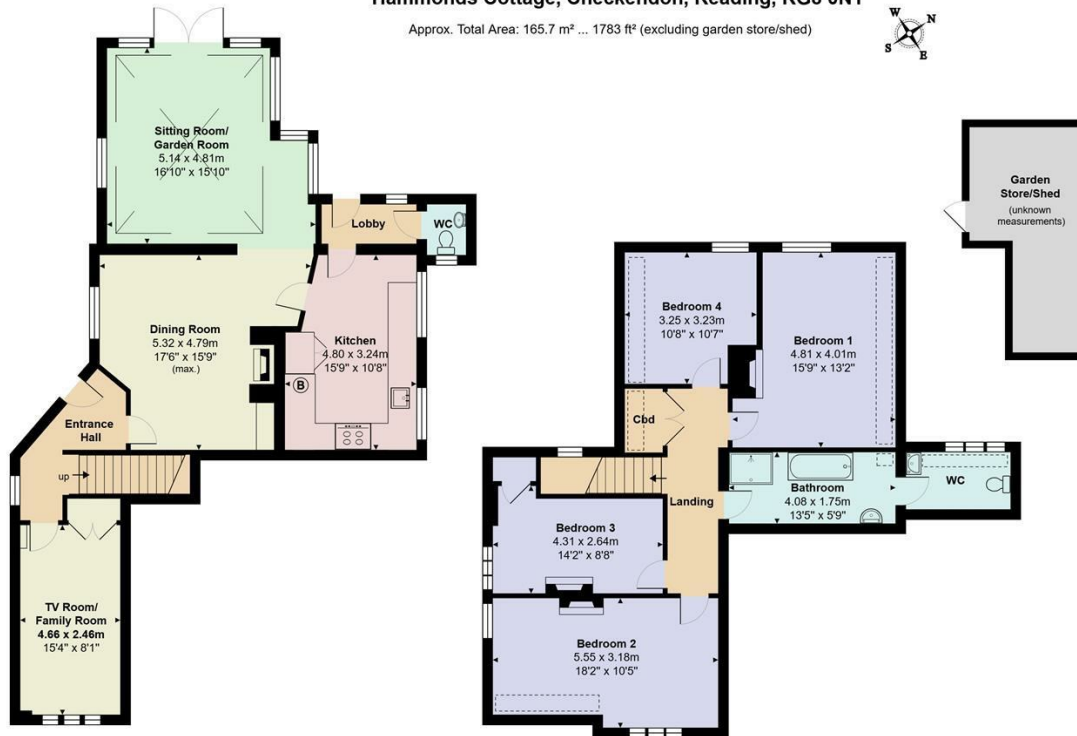 Hammonds Cottage, Checkendon, Reading, RG8
Approx. Total Area: 165.7 m² ... 1783 ft² (excluding garden store/shed)
W
N
S
E
Sitting Room/
Garden Room
5.14 x 4.81m
16'10" x 15'10"
Lobby
WC
Dining Room
5.32 x 4.79m
17'6" x 15'9"
(max.)
Kitchen
4.80 x 3.24m
15'9" x 10'8"
B
Entrance
Hall
up
TV Room/
Family Room
4.66 x 2.46m
15'4" x 8'1"
Garden
Store/Shed
(unknown
measurements)
Bedroom 4
3.25 x 3.23m
10'8" x 10'7"
Bedroom 1
4.81 x 4.01m
15'9" x 13'2"
Cbd
Landing
Bathroom
4.08 x 1.75m
13'5" x 5'9"
WC
Bedroom 3
4.31 x 2.64m
14'2" x 8'8"
Bedroom 2
5.55 x 3.18m
18'2" x 10'5"